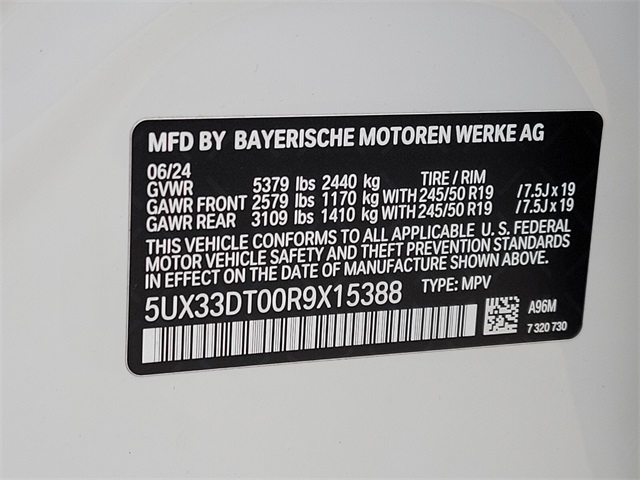 MFD BY BAYERISCHE MOTOREN WERKE AG
06/24
GVWR 5379 lbs 2440 kg TIRE / RIM
GAWR FRONT 2579 lbs 1170 kg WITH 245/50 R19 /7.5J x 19
GAWR REAR 3109 lbs 1410 kg WITH 245/50 R19 /7.5J x 19
THIS VEHICLE CONFORMS TO ALL APPLICABLE U. S. FEDERAL
MOTOR VEHICLE SAFETY AND THEFT PREVENTION STANDARDS
IN EFFECT ON THE DATE OF MANUFACTURE SHOWN ABOVE.
5UX33DT00R9X15388 TYPE: MPV
A96M
7 320 730